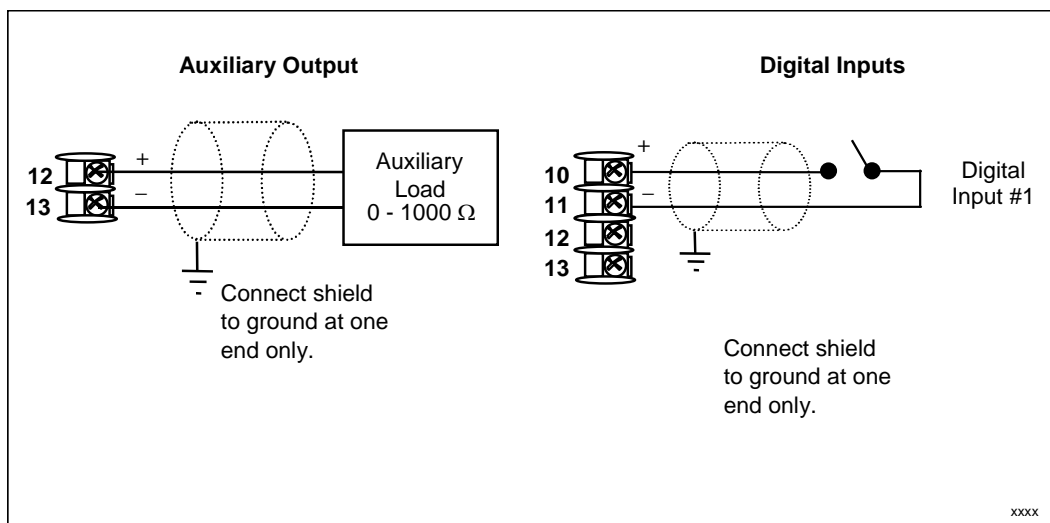 Auxiliary Output
12
13
+
−
Auxiliary
Load
0 - 1000 Ω
Connect shield
to ground at one
end only.
Digital Inputs
10
11
12
13
+
−
Digital
Input #1
Connect shield
to ground at one
end only.
xxxx